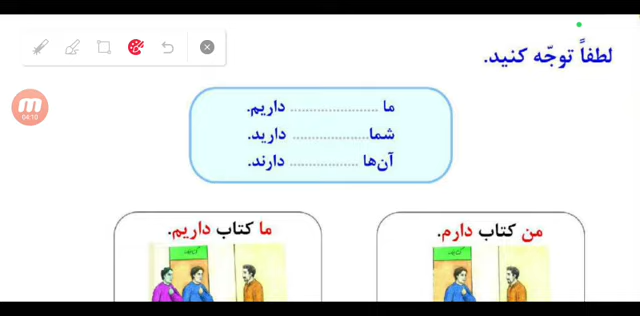 لطفاً توجّه کنید.
ما ...................... داریم.
شما ................... دارید.
آن‌ها ................. دارند.
من کتاب دارم.
ما کتاب داریم.
04:10